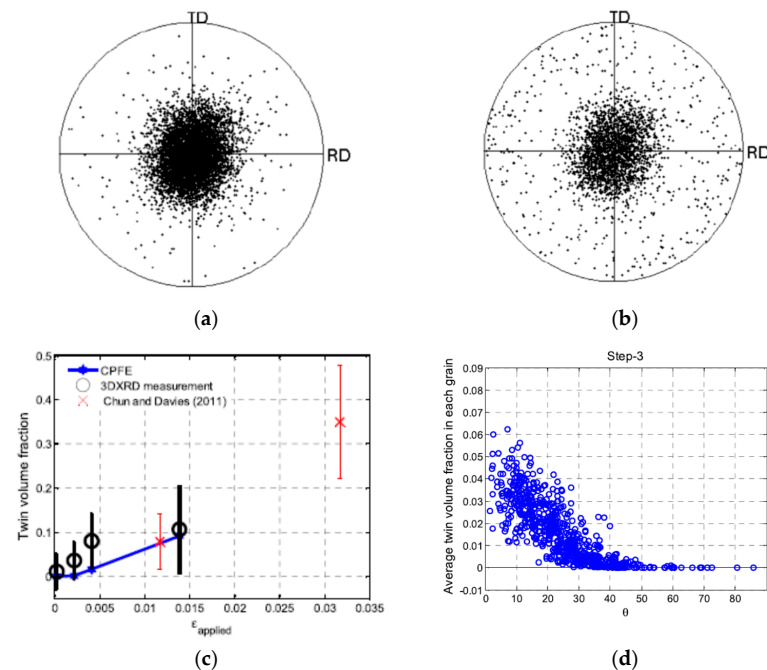 TD
RD
(a)
TD
RD
(b)
0.5
0.4
0.3
0.2
0.1
0
0
0.005
0.01
0.015
0.02
0.025
0.03
0.035
Twin volume fraction
CPFE
3DXRD measurement
Chun and Davies (2011)
ε applied
(c)
Step-3
0.09
0.08
0.07
0.06
0.05
0.04
0.03
0.02
0.01
0
-0.01
0
10
20
30
40
50
60
70
80
Average twin volume fraction in each grain
θ
(d)